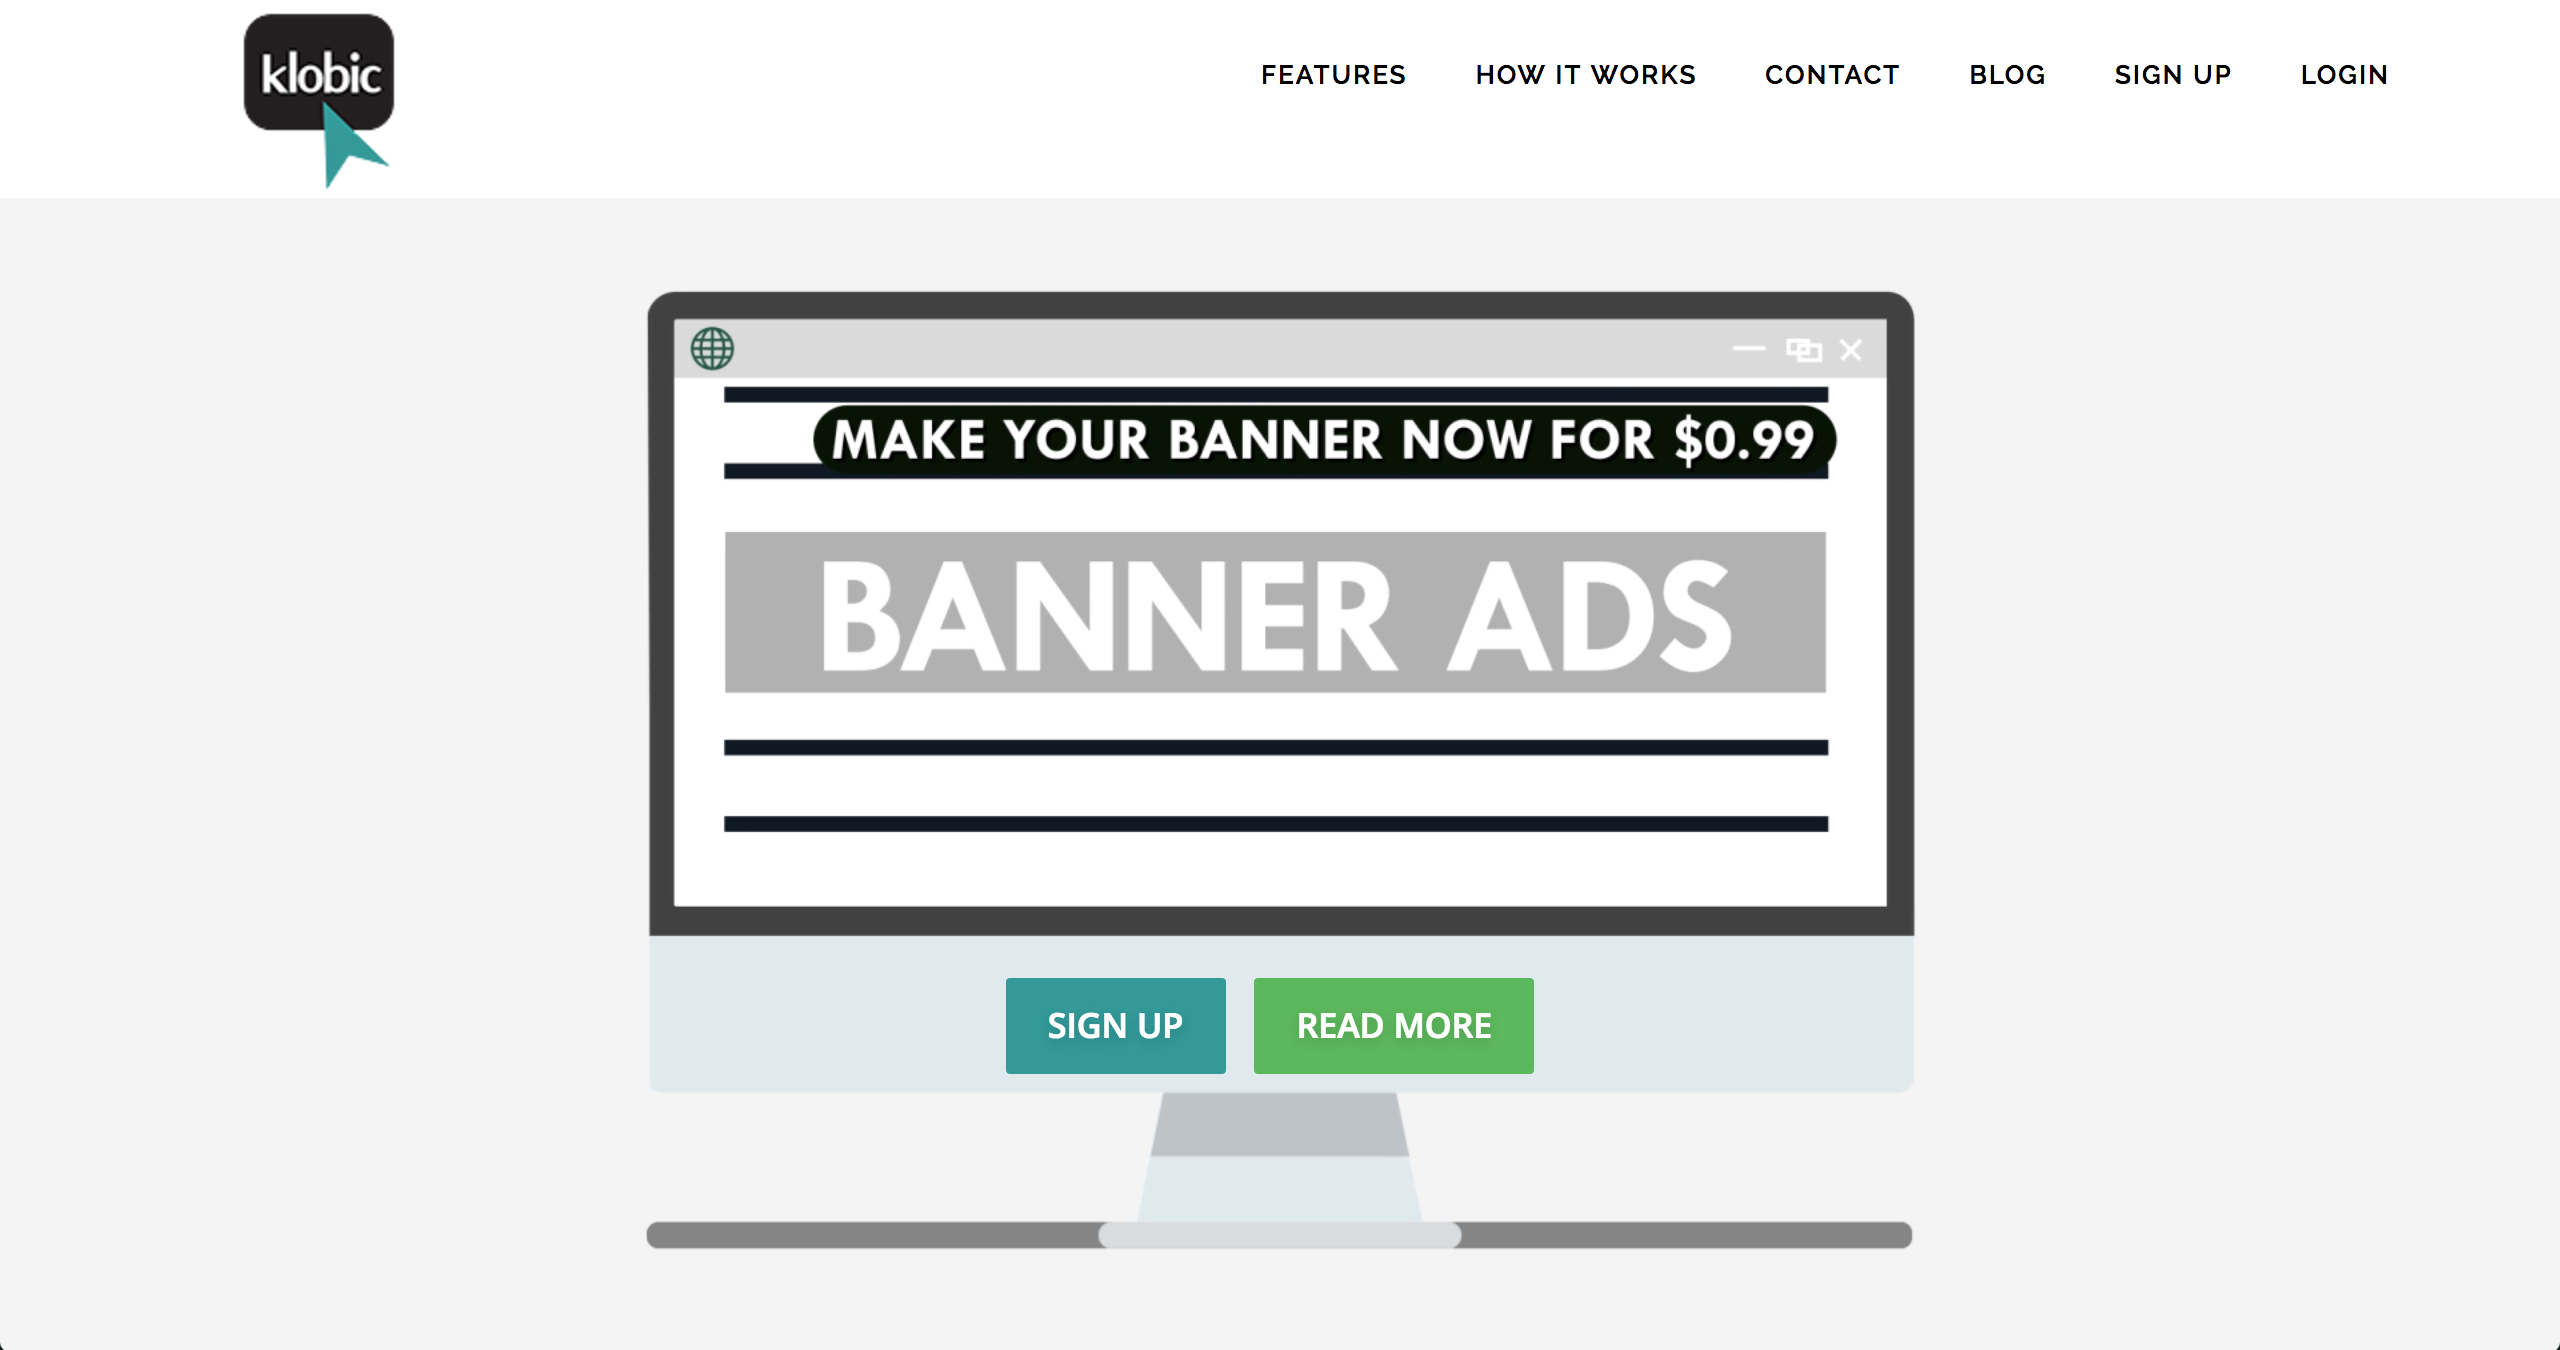 klobic
FEATURES HOW IT WORKS CONTACT BLOG SIGN UP LOGIN
MAKE YOUR BANNER NOW FOR $0.99
BANNER ADS
SIGN UP READ MORE